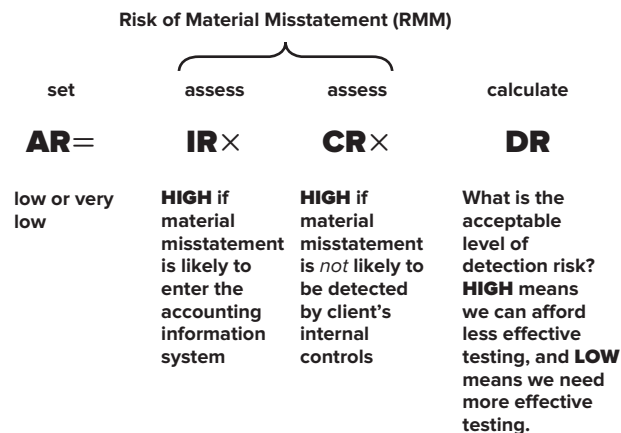 Risk of Material Misstatement (RMM)
set
assess
assess
calculate
AR=
IR×
CR×
DR
low or very
low
HIGH if
material
misstatement
is likely to
enter the
accounting
information
system
HIGH if
material
misstatement
is not likely to
be detected
by client's
internal
controls
What is the
acceptable
level of
detection risk?
HIGH means
we can afford
less effective
testing, and LOW
means we need
more effective
testing.